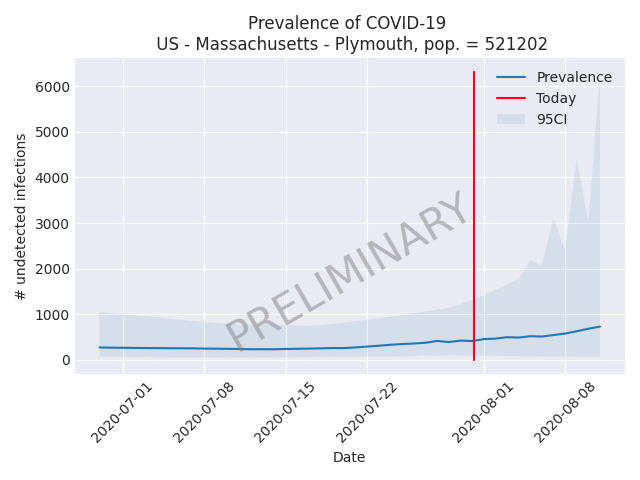 Prevalence of COVID-19
US - Massachusetts - Plymouth, pop. = 521202
Prevalence
Today
95CI
6000
5000
4000
3000
2000
1000
0
# undetected infections
PRELIMINARY
2020-07-01
2020-07-08
2020-07-15
2020-07-22
2020-08-01
2020-08-08
Date